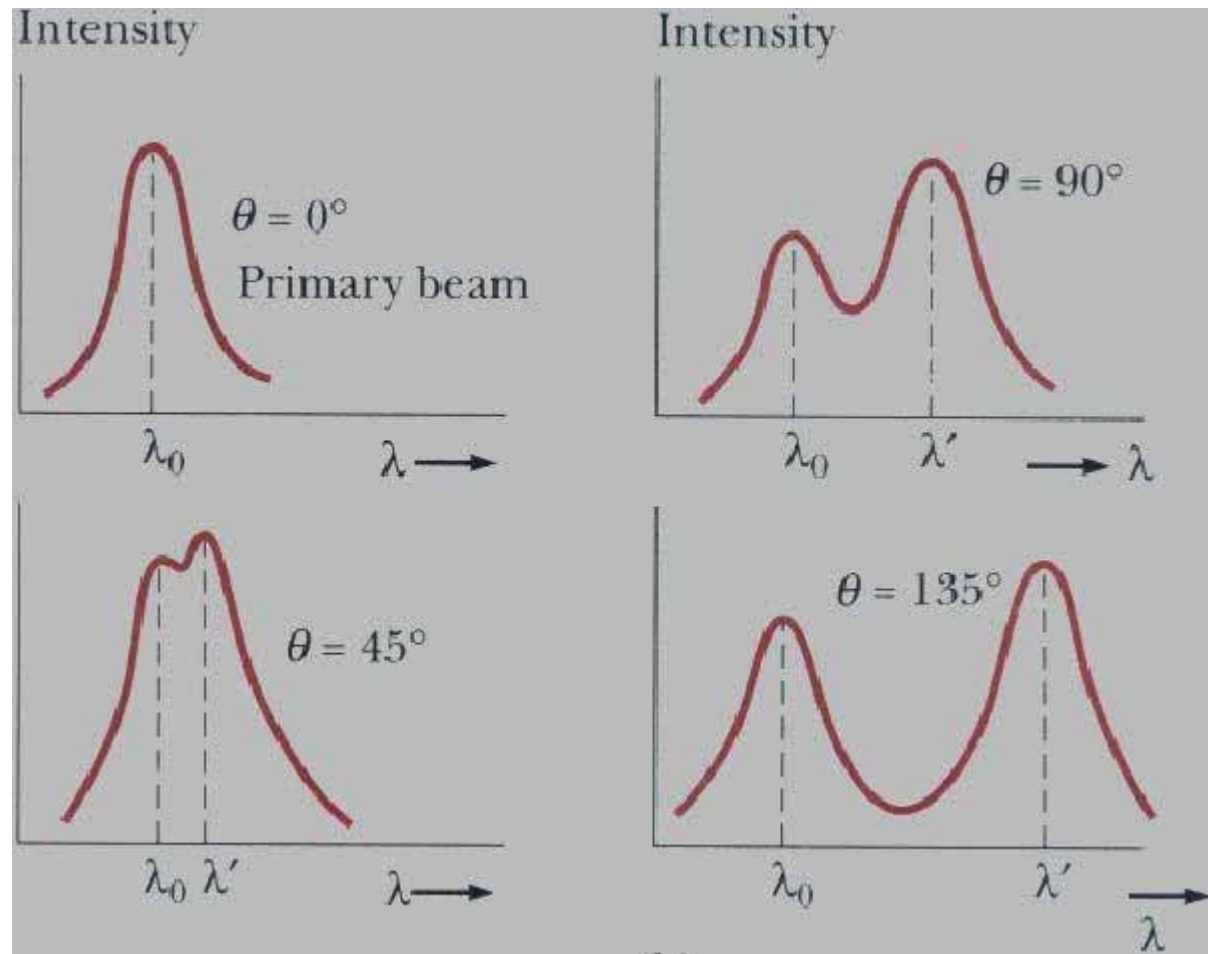 Intensity
θ = 0°
Primary beam
λ₀
λ →
Intensity
θ = 90°
λ₀
λ′
→ λ
θ = 45°
λ₀ λ′
λ →
θ = 135°
λ₀
λ′
→
λ